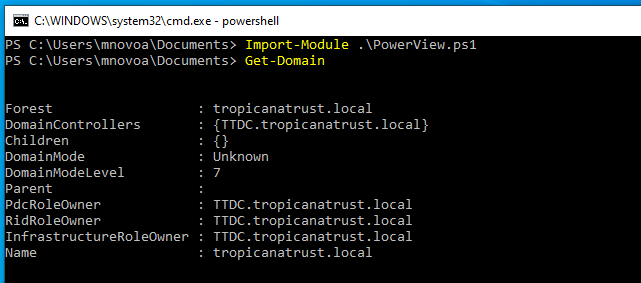 C:\WINDOWS\system32\cmd.exe - powershell
PS C:\Users\mnovoa\Documents> Import-Module .\PowerView.ps1
PS C:\Users\mnovoa\Documents> Get-Domain
Forest                  : tropicanatrust.local
DomainControllers       : {TTDC.tropicanatrust.local}
Children                : {}
DomainMode              : Unknown
DomainModeLevel         : 7
Parent                  :
PdcRoleOwner            : TTDC.tropicanatrust.local
RidRoleOwner            : TTDC.tropicanatrust.local
InfrastructureRoleOwner : TTDC.tropicanatrust.local
Name                    : tropicanatrust.local